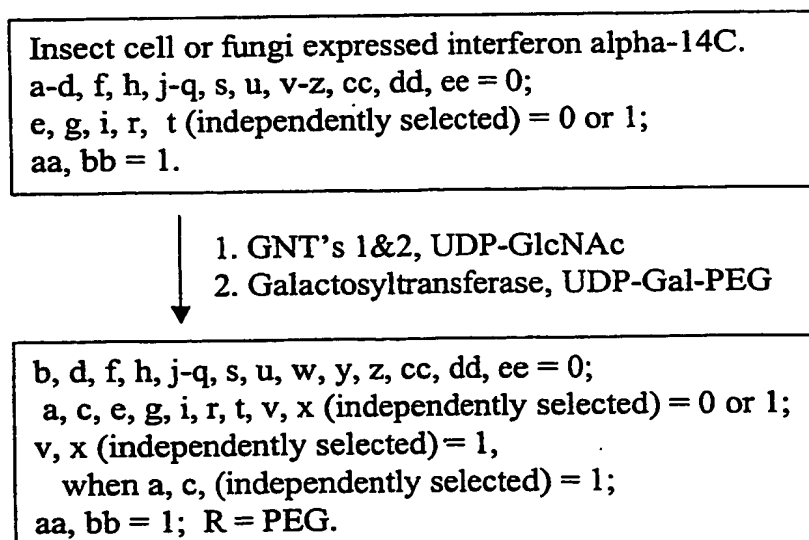 Insect cell or fungi expressed interferon alpha-14C.
a-d, f, h, j-q, s, u, v-z, cc, dd, ee = 0;
e, g, i, r, t (independently selected) = 0 or 1;
aa, bb = 1.
1. GNT's 1&2, UDP-GlcNAc
2. Galactosyltransferase, UDP-Gal-PEG
b, d, f, h, j-q, s, u, w, y, z, cc, dd, ee = 0;
a, c, e, g, i, r, t, v, x (independently selected) = 0 or 1;
v, x (independently selected) = 1,
when a, c, (independently selected) = 1;
aa, bb = 1; R = PEG.